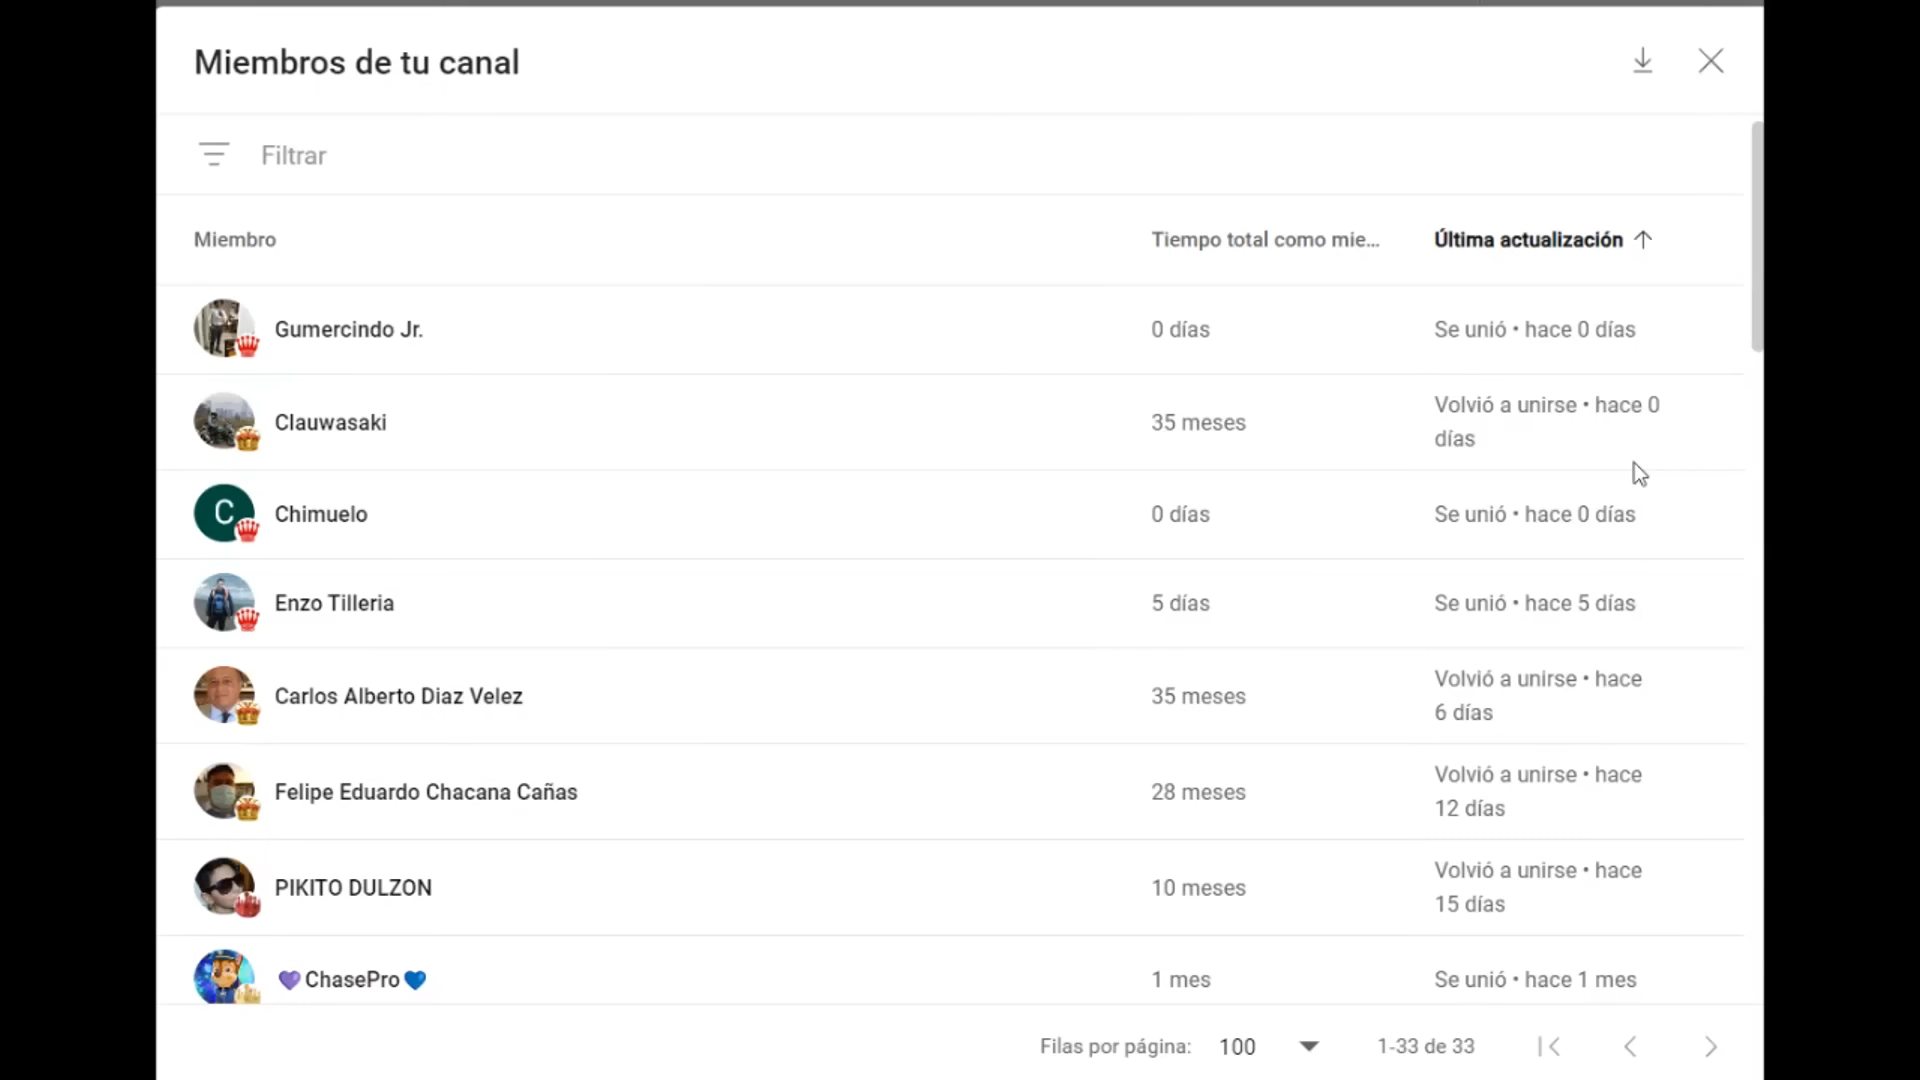 Miembros de tu canal
Filtrar
Miembro Tiempo total como mie... Última actualización
Gumercindo Jr. 0 días Se unió • hace 0 días
Clauwasaki 35 meses Volvió a unirse • hace 0
días
C Chimuelo 0 días Se unió • hace 0 días
Enzo Tilleria 5 días Se unió • hace 5 días
Carlos Alberto Diaz Velez 35 meses Volvió a unirse • hace
6 días
Felipe Eduardo Chacana Cañas 28 meses Volvió a unirse • hace
12 días
PIKITO DULZON 10 meses Volvió a unirse • hace
15 días
💜ChasePro💙 1 mes Se unió • hace 1 mes
Filas por página: 100 1-33 de 33